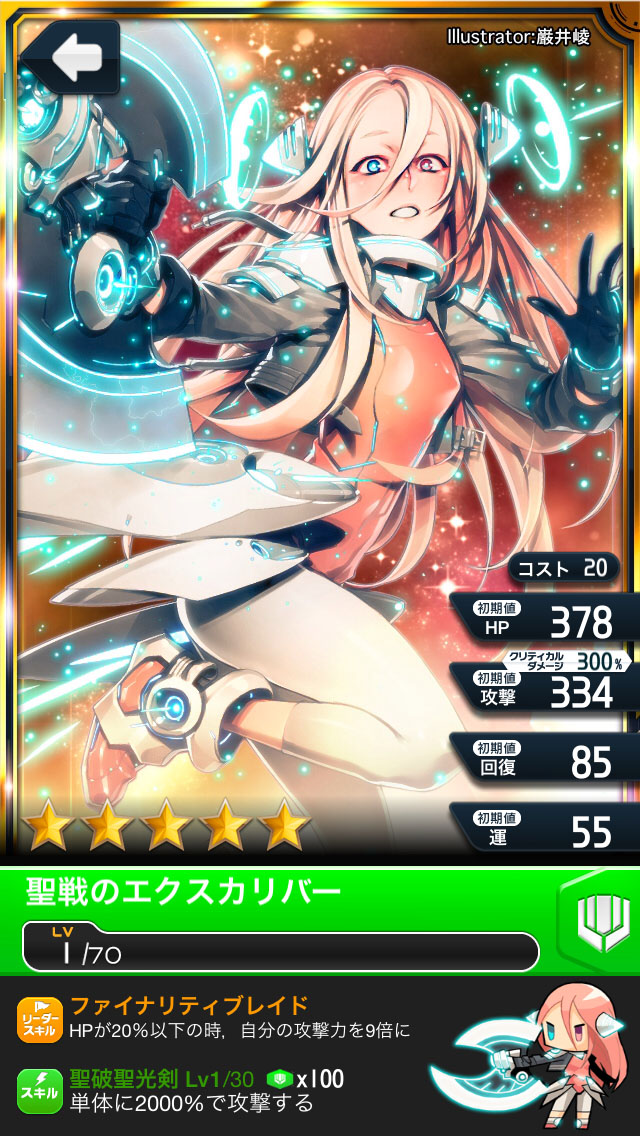 Illustrator:巌井崚
コスト 20
初期値
HP 378
クリティカル
ダメージ 300%
初期値
攻撃 334
初期値
回復 85
初期値
運 55
聖戦のエクスカリバー
LV
1/70
リーダー
スキル
ファイナリティブレイド
HPが20%以下の時，自分の攻撃力を9倍に
スキル
聖破聖光剣 Lv1/30 x100
単体に2000%で攻撃する